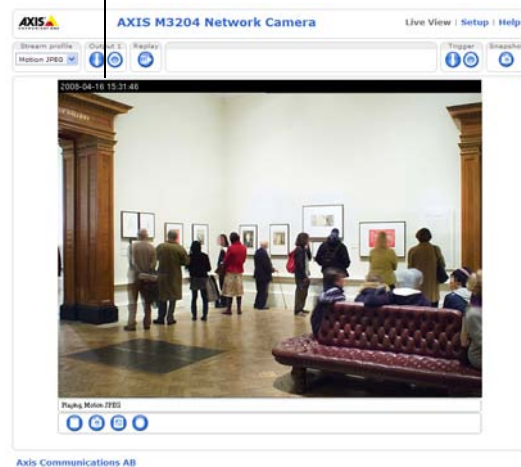 AXIS COMMUNICATIONS
AXIS M3204 Network Camera
Live View | Setup | Help
Stream profile
Motion JPEG
Output 1
Replay
Trigger
Snapshot
2008-04-16 15:31:46
Playing, Motion JPEG
Axis Communications AB